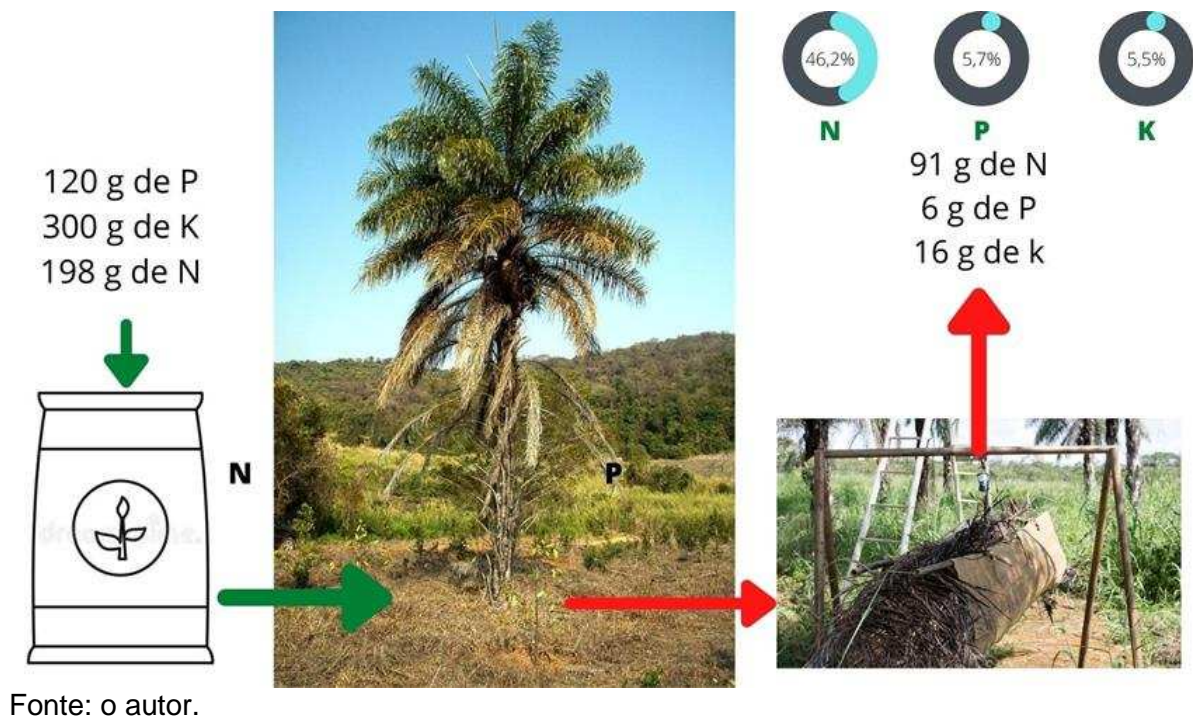 46,2%
5,7%
5,5%
N
P
K
120 g de P
300 g de K
198 g de N
91 g de N
6 g de P
16 g de k
N
P
Fonte: o autor.